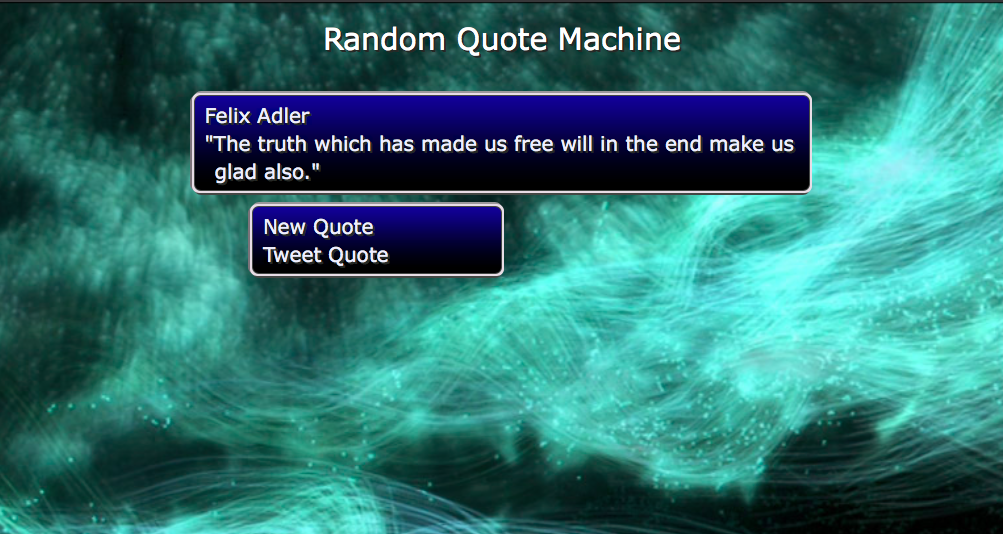 Random Quote Machine
Felix Adler
"The truth which has made us free will in the end make us
glad also."
New Quote
Tweet Quote